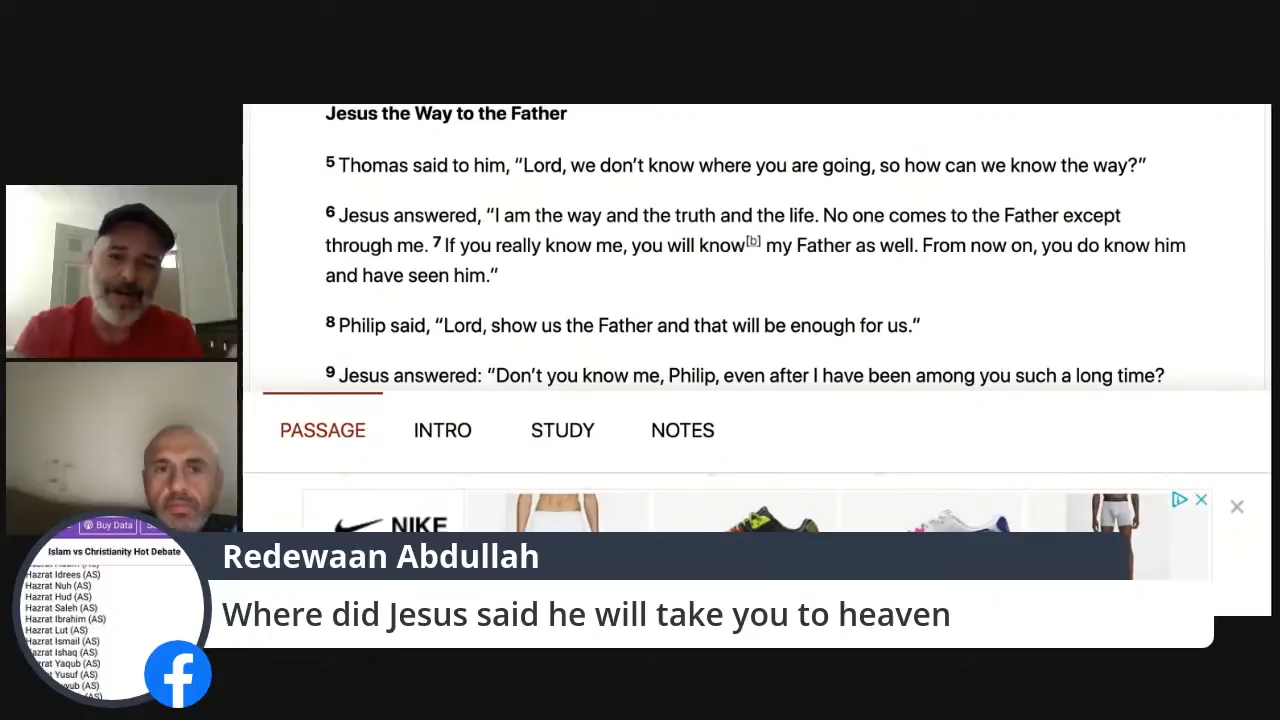 Jesus the Way to the Father
5 Thomas said to him, “Lord, we don’t know where you are going, so how can we know the way?”
6 Jesus answered, “I am the way and the truth and the life. No one comes to the Father except
through me. 7 If you really know me, you will know[b] my Father as well. From now on, you do know him
and have seen him.”
8 Philip said, “Lord, show us the Father and that will be enough for us.”
9 Jesus answered: “Don’t you know me, Philip, even after I have been among you such a long time?
PASSAGE INTRO STUDY NOTES
NIKE
Buy Data
Islam vs Christianity Hot Debate
Hazrat Idrees (AS)
Hazrat Nuh (AS)
Hazrat Hud (AS)
Hazrat Saleh (AS)
Hazrat Ibrahim (AS)
Hazrat Lut (AS)
Hazrat Ismail (AS)
Hazrat Ishaq (AS)
Yaqub (AS)
Yusuf (AS)
(AS)
Redewaan Abdullah
Where did Jesus said he will take you to heaven